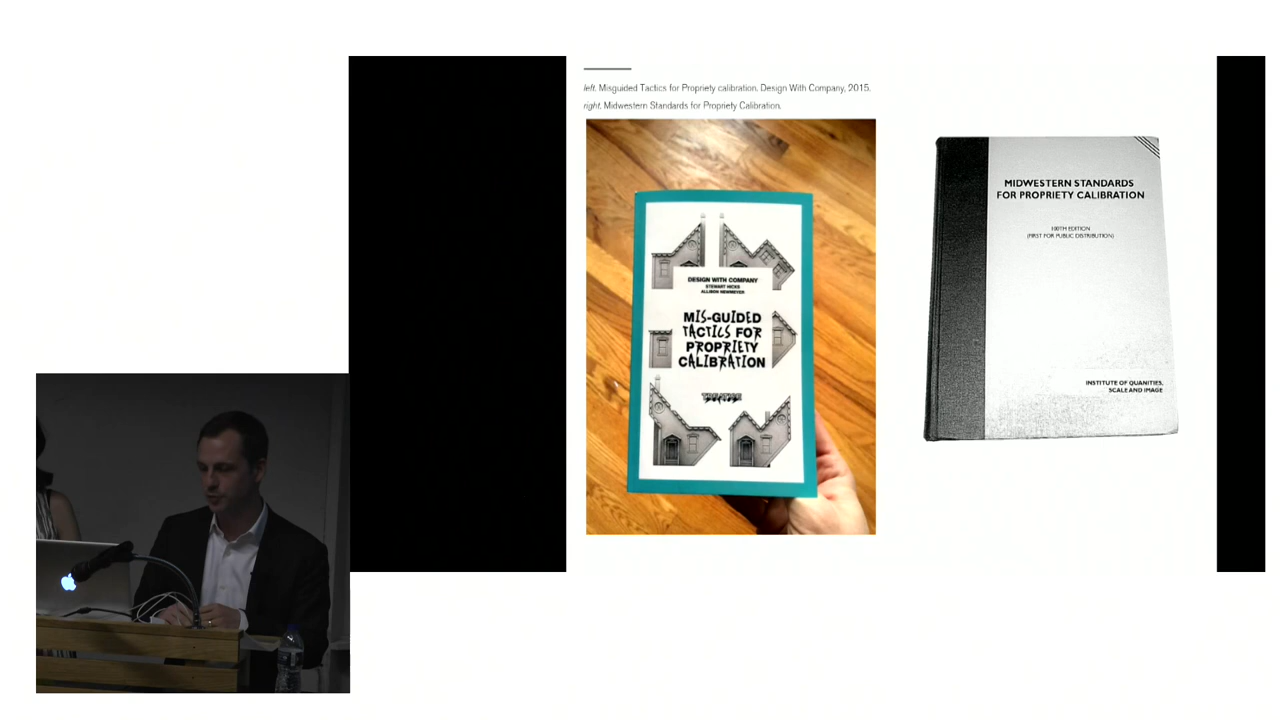 left, Misguided Tactics for Propriety calibration. Design With Company, 2015.
right, Midwestern Standards for Propriety Calibration.
DESIGN WITH COMPANY
STEWART HICKS
ALLISON NEWMEYER
MIS-GUIDED
TACTICS FOR
PROPRIETY
CALIBRATION
MIDWESTERN STANDARDS
FOR PROPRIETY CALIBRATION
100TH EDITION
(FIRST FOR PUBLIC DISTRIBUTION)
INSTITUTE OF QUANITIES,
SCALE AND IMAGE